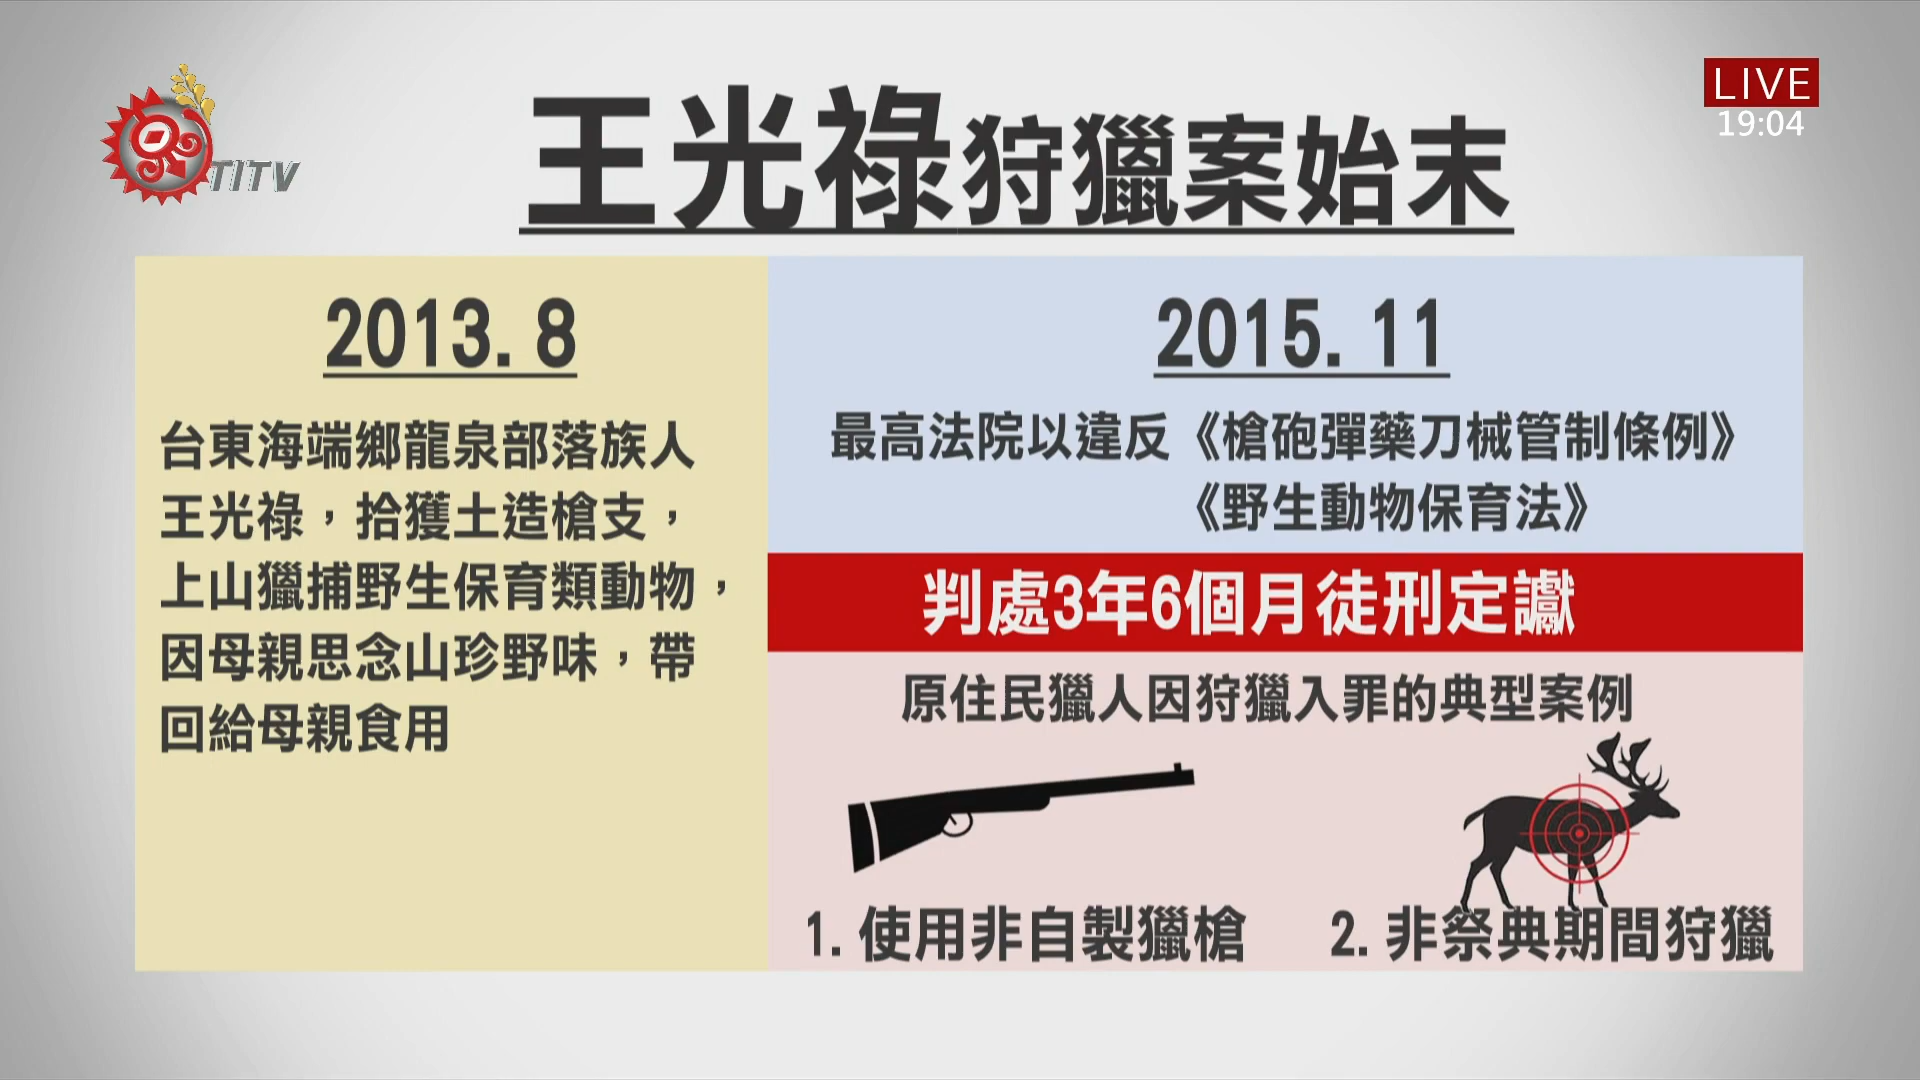 TITV
LIVE
19:04
王光祿狩獵案始末
2013.8
台東海端鄉龍泉部落族人
王光祿，拾獲土造槍支，
上山獵捕野生保育類動物，
因母親思念山珍野味，帶
回給母親食用
2015.11
最高法院以違反《槍砲彈藥刀械管制條例》
《野生動物保育法》
判處3年6個月徒刑定讞
原住民獵人因狩獵入罪的典型案例
1.使用非自製獵槍
2.非祭典期間狩獵